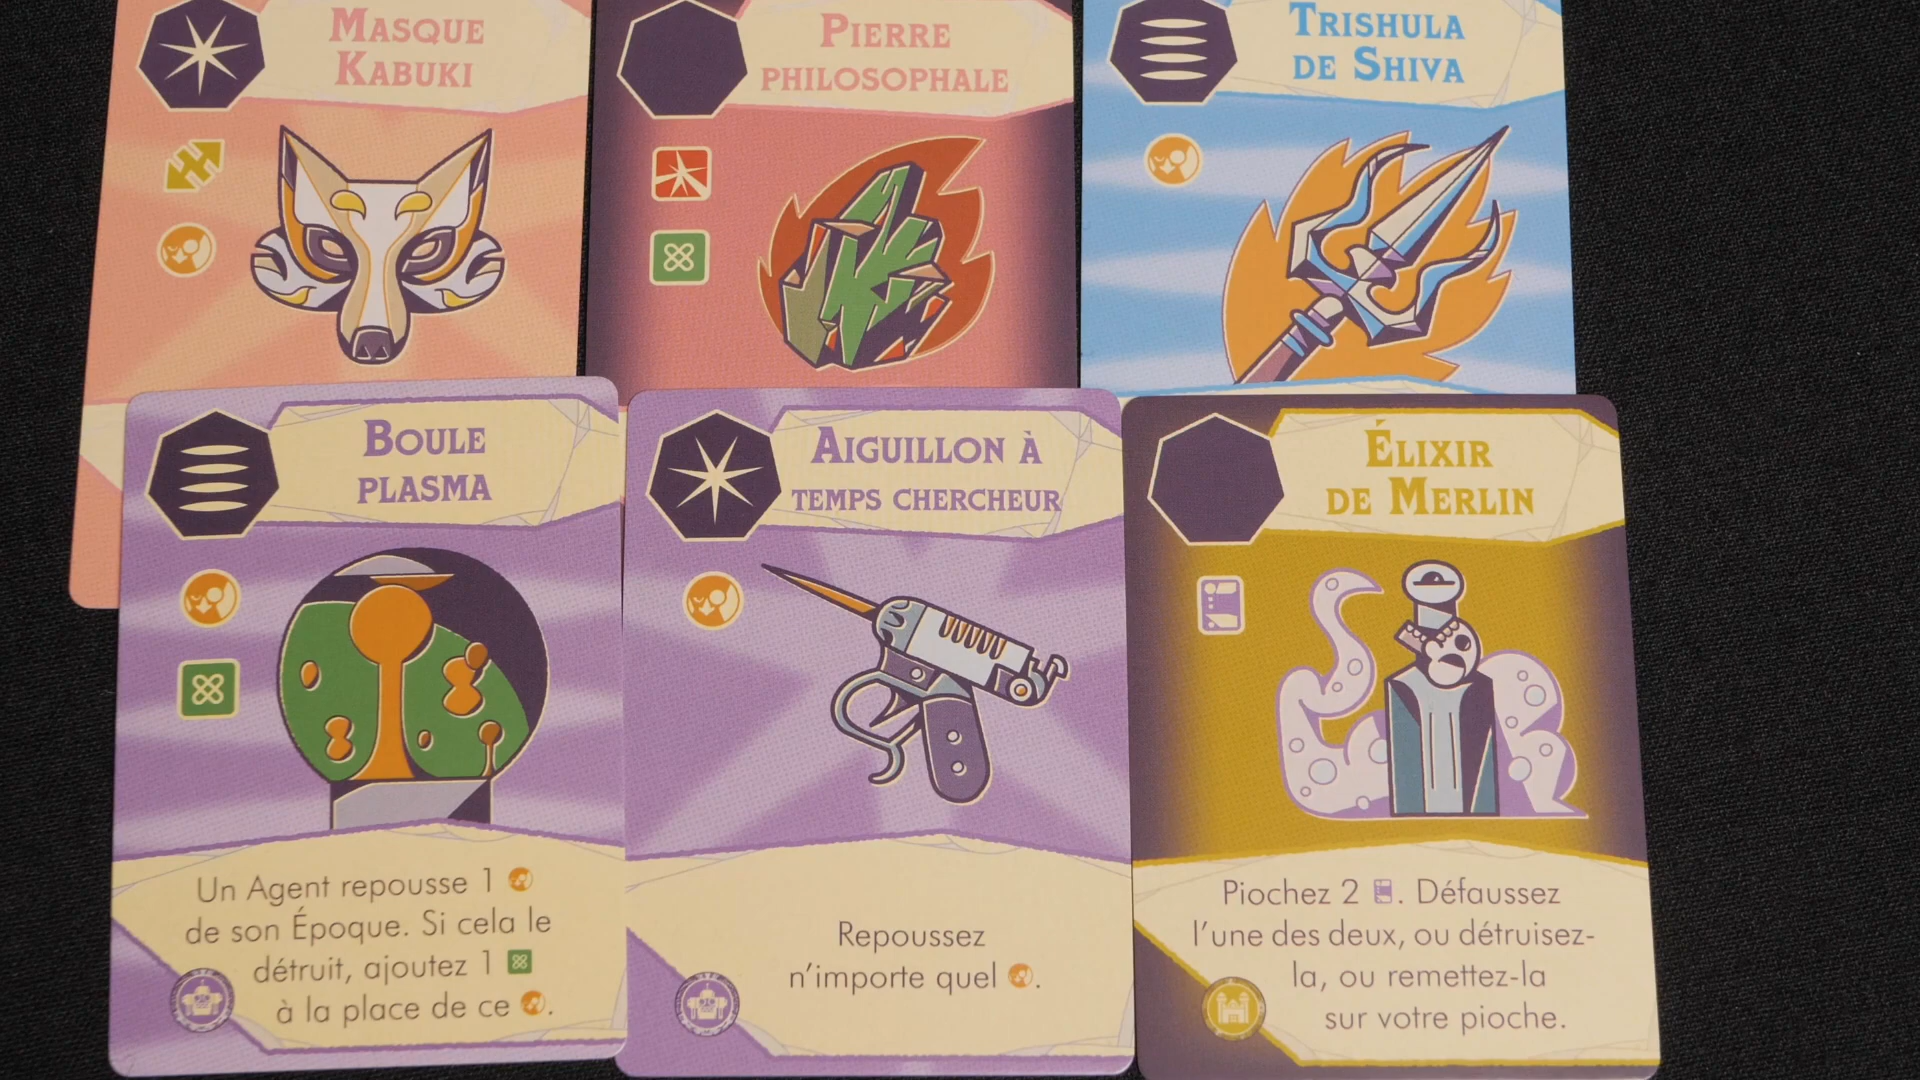 MASQUE
KABUKI
PIERRE
PHILOSOPHALE
TRISHULA
DE SHIVA
BOULE
PLASMA
Un Agent repousse 1
de son Époque. Si cela le
détruit, ajoutez 1
à la place de ce .
AIGUILLON À
TEMPS CHERCHEUR
Repoussez
n'importe quel .
ÉLIXIR
DE MERLIN
Piochez 2 . Défaussez
l'une des deux, ou détruisez-
la, ou remettez-la
sur votre pioche.